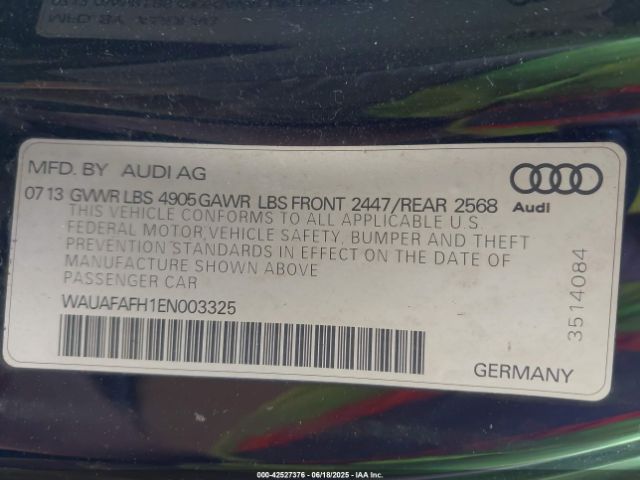 MFD. BY AUDI AG
0713 GVWR LBS 4905 GAWR LBS FRONT 2447/REAR 2568
Audi
THIS VEHICLE CONFORMS TO ALL APPLICABLE U.S.
FEDERAL MOTOR VEHICLE SAFETY, BUMPER AND THEFT
PREVENTION STANDARDS IN EFFECT ON THE DATE OF
MANUFACTURE SHOWN ABOVE
PASSENGER CAR
WAUAFAFH1EN003325
3514084
GERMANY
000-42527376 - 06/18/2025 - IAA Inc.